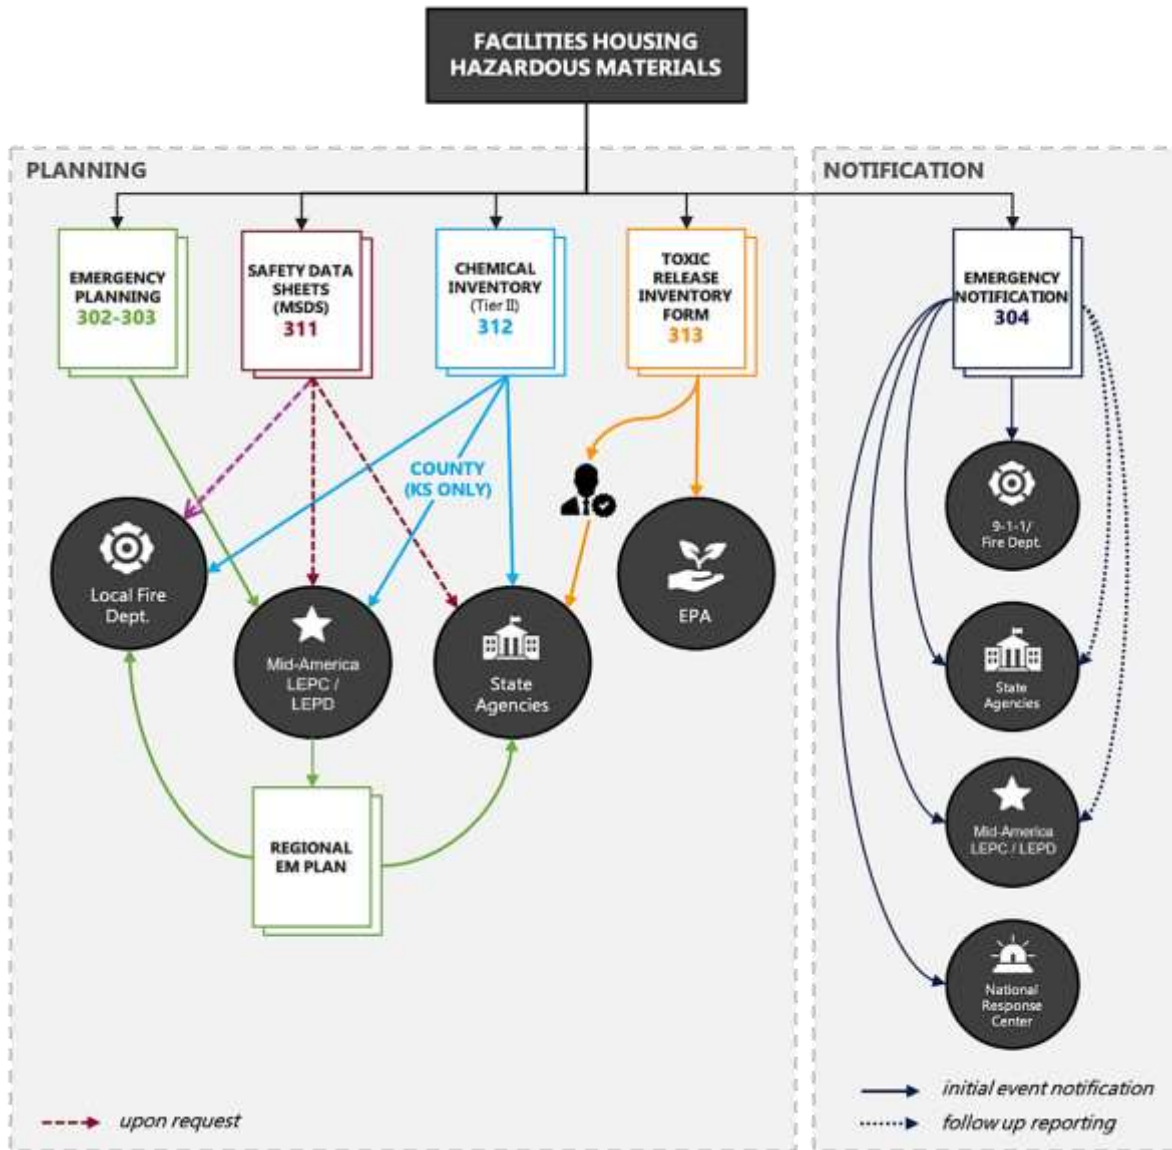 FACILITIES HOUSING
HAZARDOUS MATERIALS
PLANNING
EMERGENCY
PLANNING
302-303
SAFETY DATA
SHEETS
(MSDS)
311
CHEMICAL
INVENTORY
(Tier II)
312
TOXIC
RELEASE
INVENTORY
FORM
313
COUNTY
(KS ONLY)
Local Fire
Dept.
Mid-America
LEPC /
LEPD
State
Agencies
EPA
REGIONAL
EM PLAN
upon request
NOTIFICATION
EMERGENCY
NOTIFICATION
304
9-1-1/
Fire Dept.
State
Agencies
Mid-America
LEPC / LEPD
National
Response
Center
initial event notification
follow up reporting